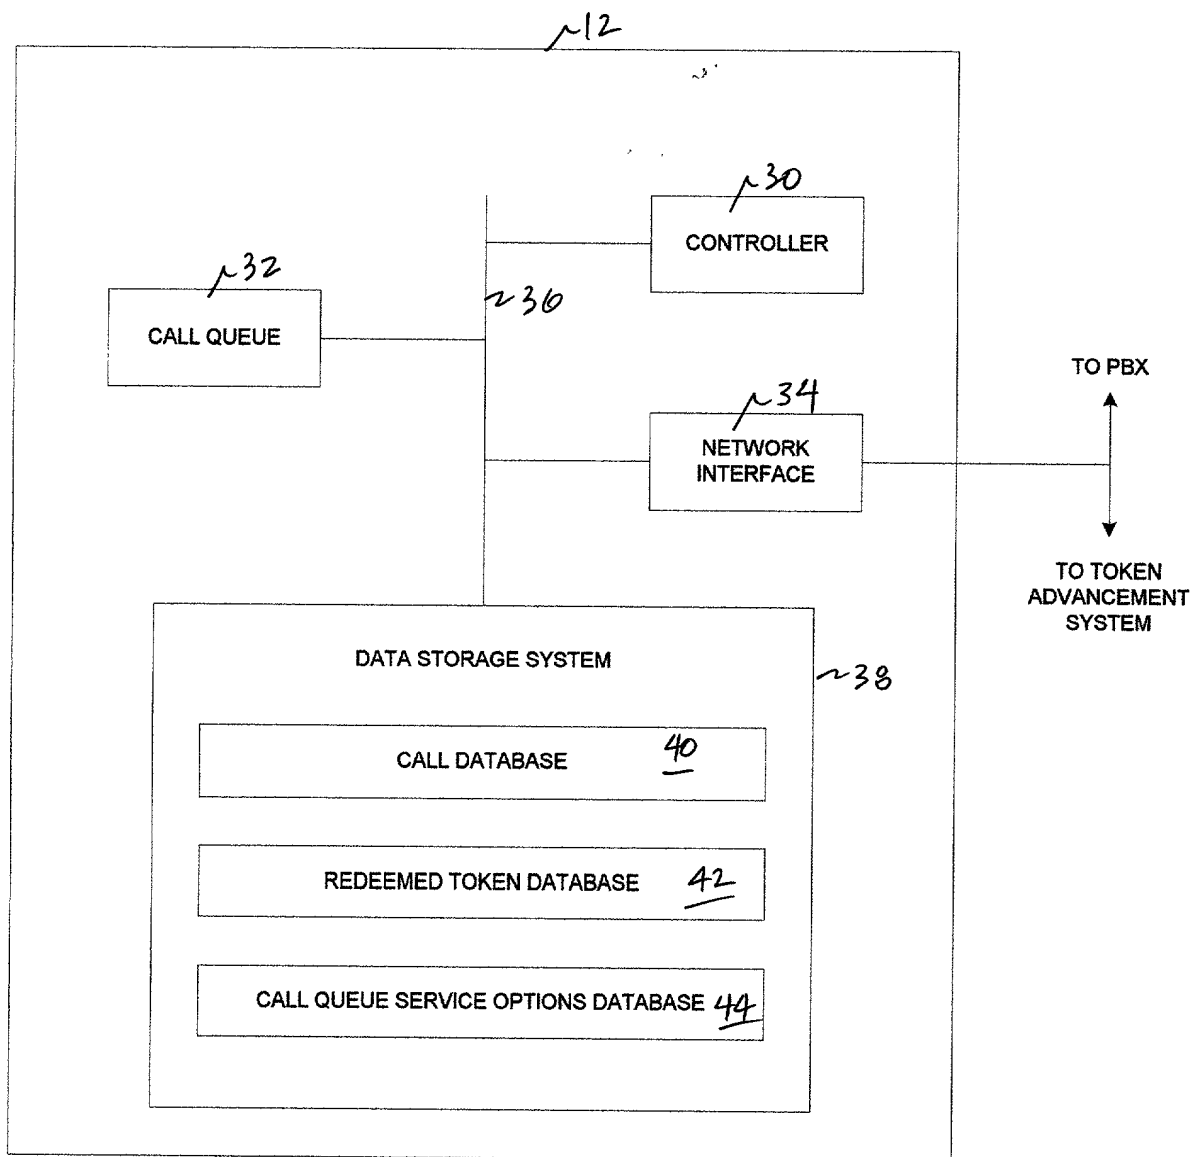 12
30
CONTROLLER
32
CALL QUEUE
36
TO PBX
34
NETWORK
INTERFACE
TO TOKEN
ADVANCEMENT
SYSTEM
DATA STORAGE SYSTEM
38
CALL DATABASE 40
REDEEMED TOKEN DATABASE 42
CALL QUEUE SERVICE OPTIONS DATABASE 44